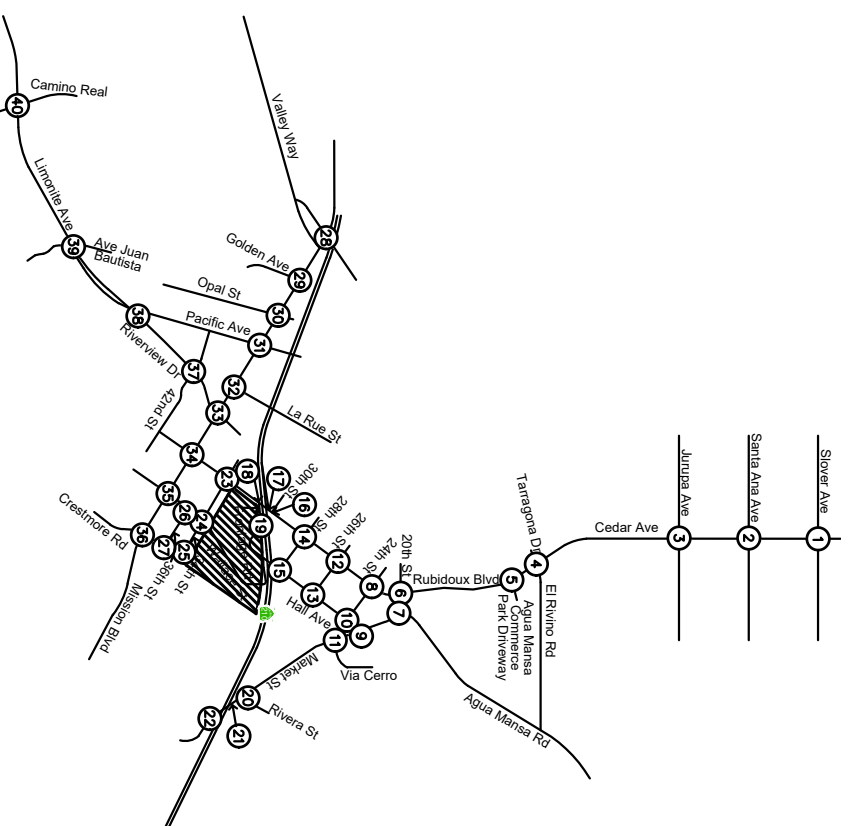 Camino Real
40
Limonite Ave
39
Ave Juan
Bautista
38
Riverview Dr
37
42nd St
Valley Way
28
Golden Ave
29
Opal St
30
Pacific Ave
31
32
La Rue St
33
34
35
36
Crestmore Rd
Mission Blvd
36th St
23
24
25
26
27
18
17
16
19
30th
St
28th
St
26th St
24th St
20th St
14
15
12
13
8
10
9
11
6
7
Hall Ave
Market St
Via Cerro
20
Rivera St
21
22
Rubidoux Blvd
5
4
Tarragona Dr
Agua Mansa
Commerce
Park Driveway
El Rivino Rd
Agua Mansa Rd
Cedar Ave
3
Jurupa Ave
2
Santa Ana Ave
1
Slover Ave